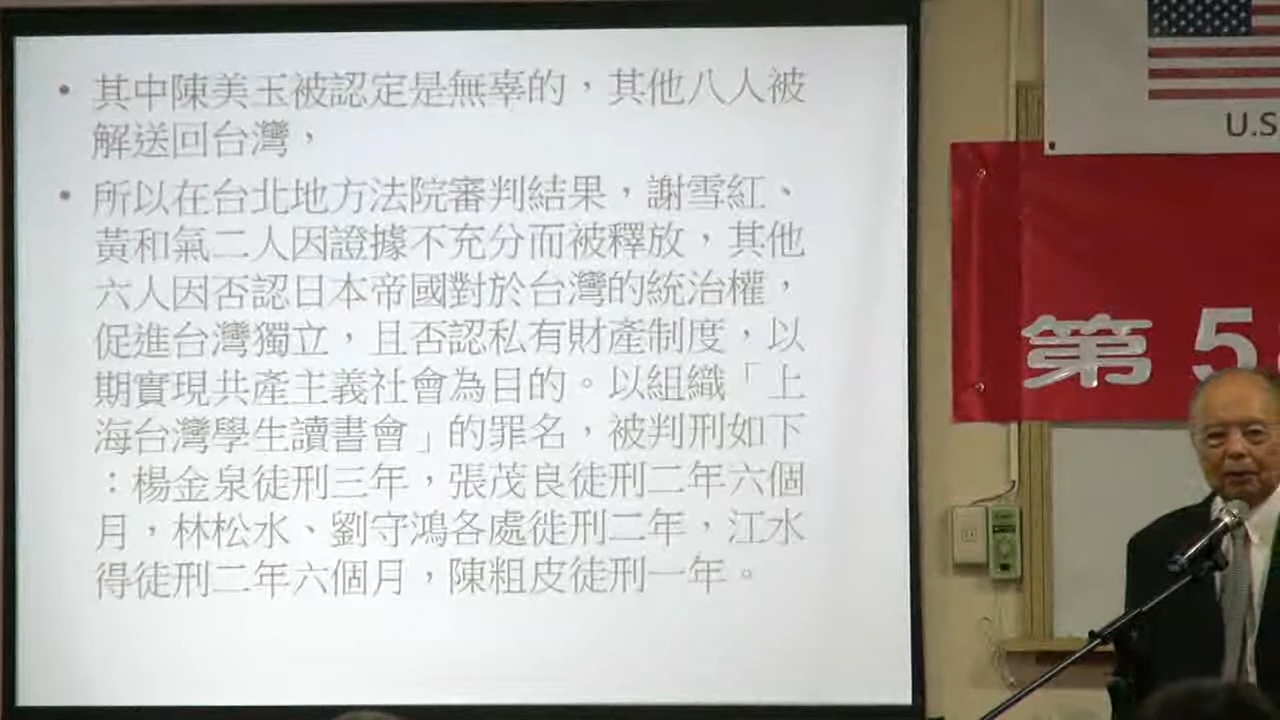 • 其中陳美玉被認定是無辜的，其他八人被
解送回台灣，
• 所以在台北地方法院審判結果，謝雪紅、
黃和氣二人因證據不充分而被釋放，其他
六人因否認日本帝國對於台灣的統治權，
促進台灣獨立，且否認私有財產制度，以
期實現共產主義社會為目的。以組織「上
海台灣學生讀書會」的罪名，被判刑如下
：楊金泉徒刑三年，張茂良徒刑二年六個
月，林松水、劉守鴻各處徙刑二年，江水
得徒刑二年六個月，陳粗皮徒刑一年。
U.S.
第 5